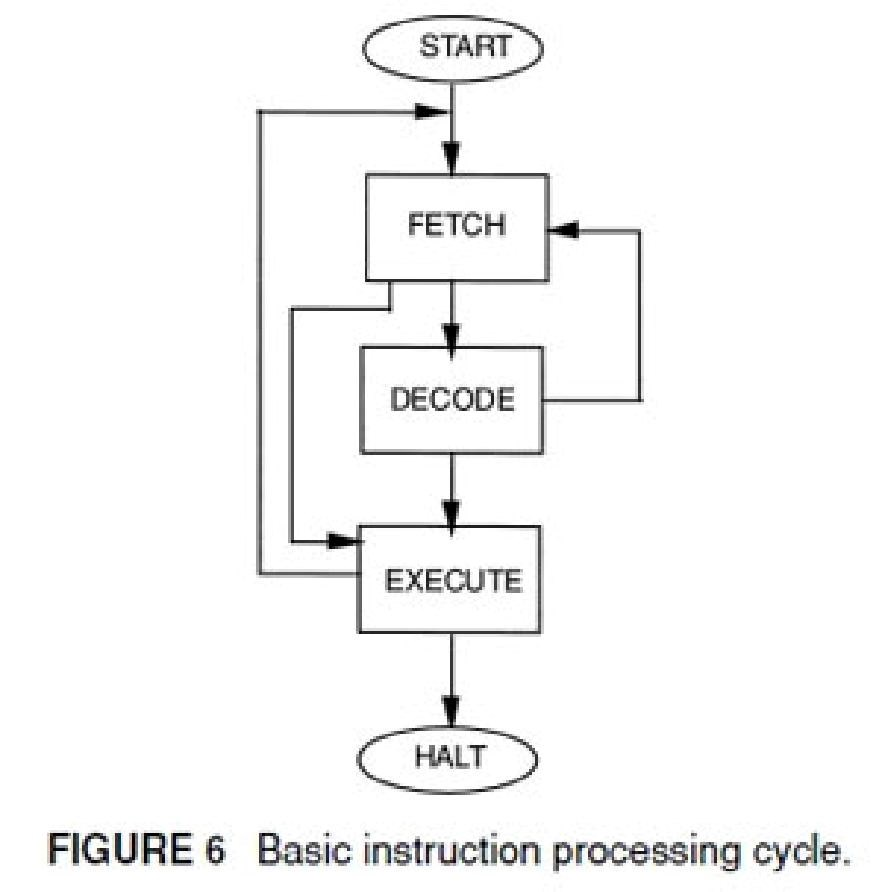 START
FETCH
DECODE
EXECUTE
HALT
FIGURE 6 Basic instruction processing cycle.